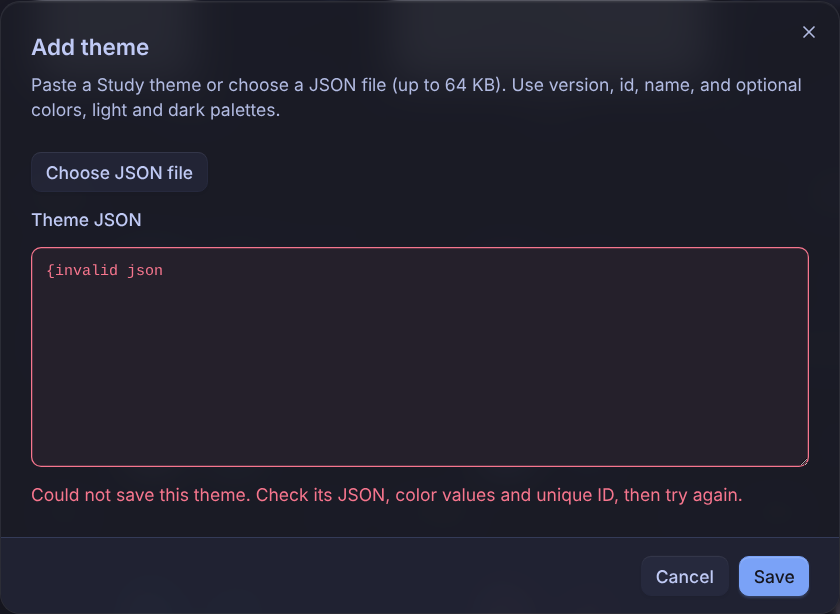 Add theme
Paste a Study theme or choose a JSON file (up to 64 KB). Use version, id, name, and optional
colors, light and dark palettes.
Choose JSON file
Theme JSON
{invalid json
Could not save this theme. Check its JSON, color values and unique ID, then try again.
Cancel
Save